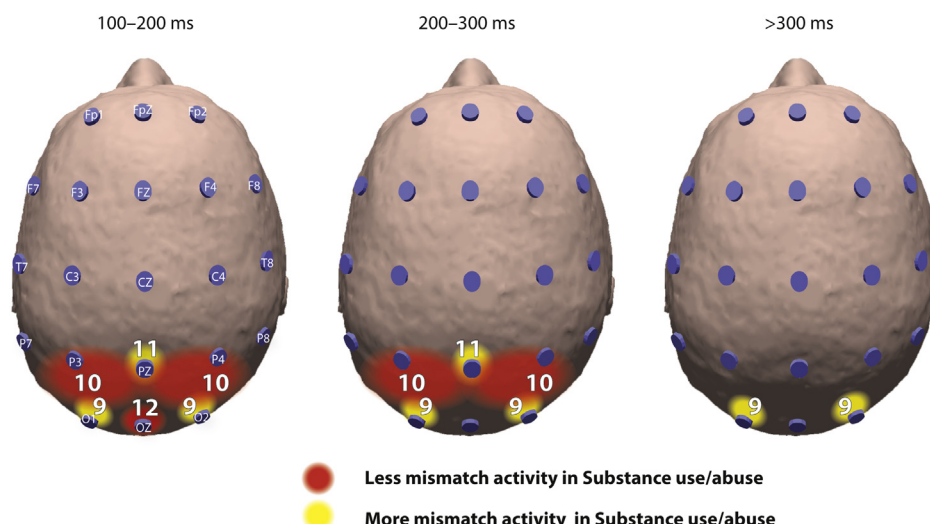 100–200 ms 200–300 ms >300 ms
Fp1 FpZ Fp2
F7 F3 FZ F4 F8
T7 C3 CZ C4 T8
P7 P3 PZ P4 P8
11 11
10 10 10 10
9 12 9 9 9 9 9
O1 OZ O2
Less mismatch activity in Substance use/abuse
More mismatch activity in Substance use/abuse